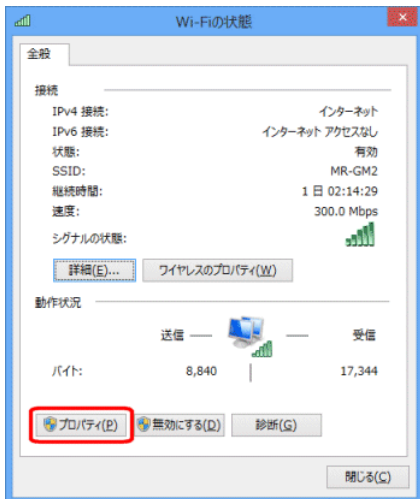 Wi-Fiの状態
全般
接続
IPv4 接続: インターネット
IPv6 接続: インターネット アクセスなし
状態: 有効
SSID: MR-GM2
継続時間: 1 日 02:14:29
速度: 300.0 Mbps
シグナルの状態:
詳細(E)... ワイヤレスのプロパティ(W)
動作状況
送信 受信
バイト: 8,840 17,344
プロパティ(P) 無効にする(D) 診断(G)
閉じる(C)